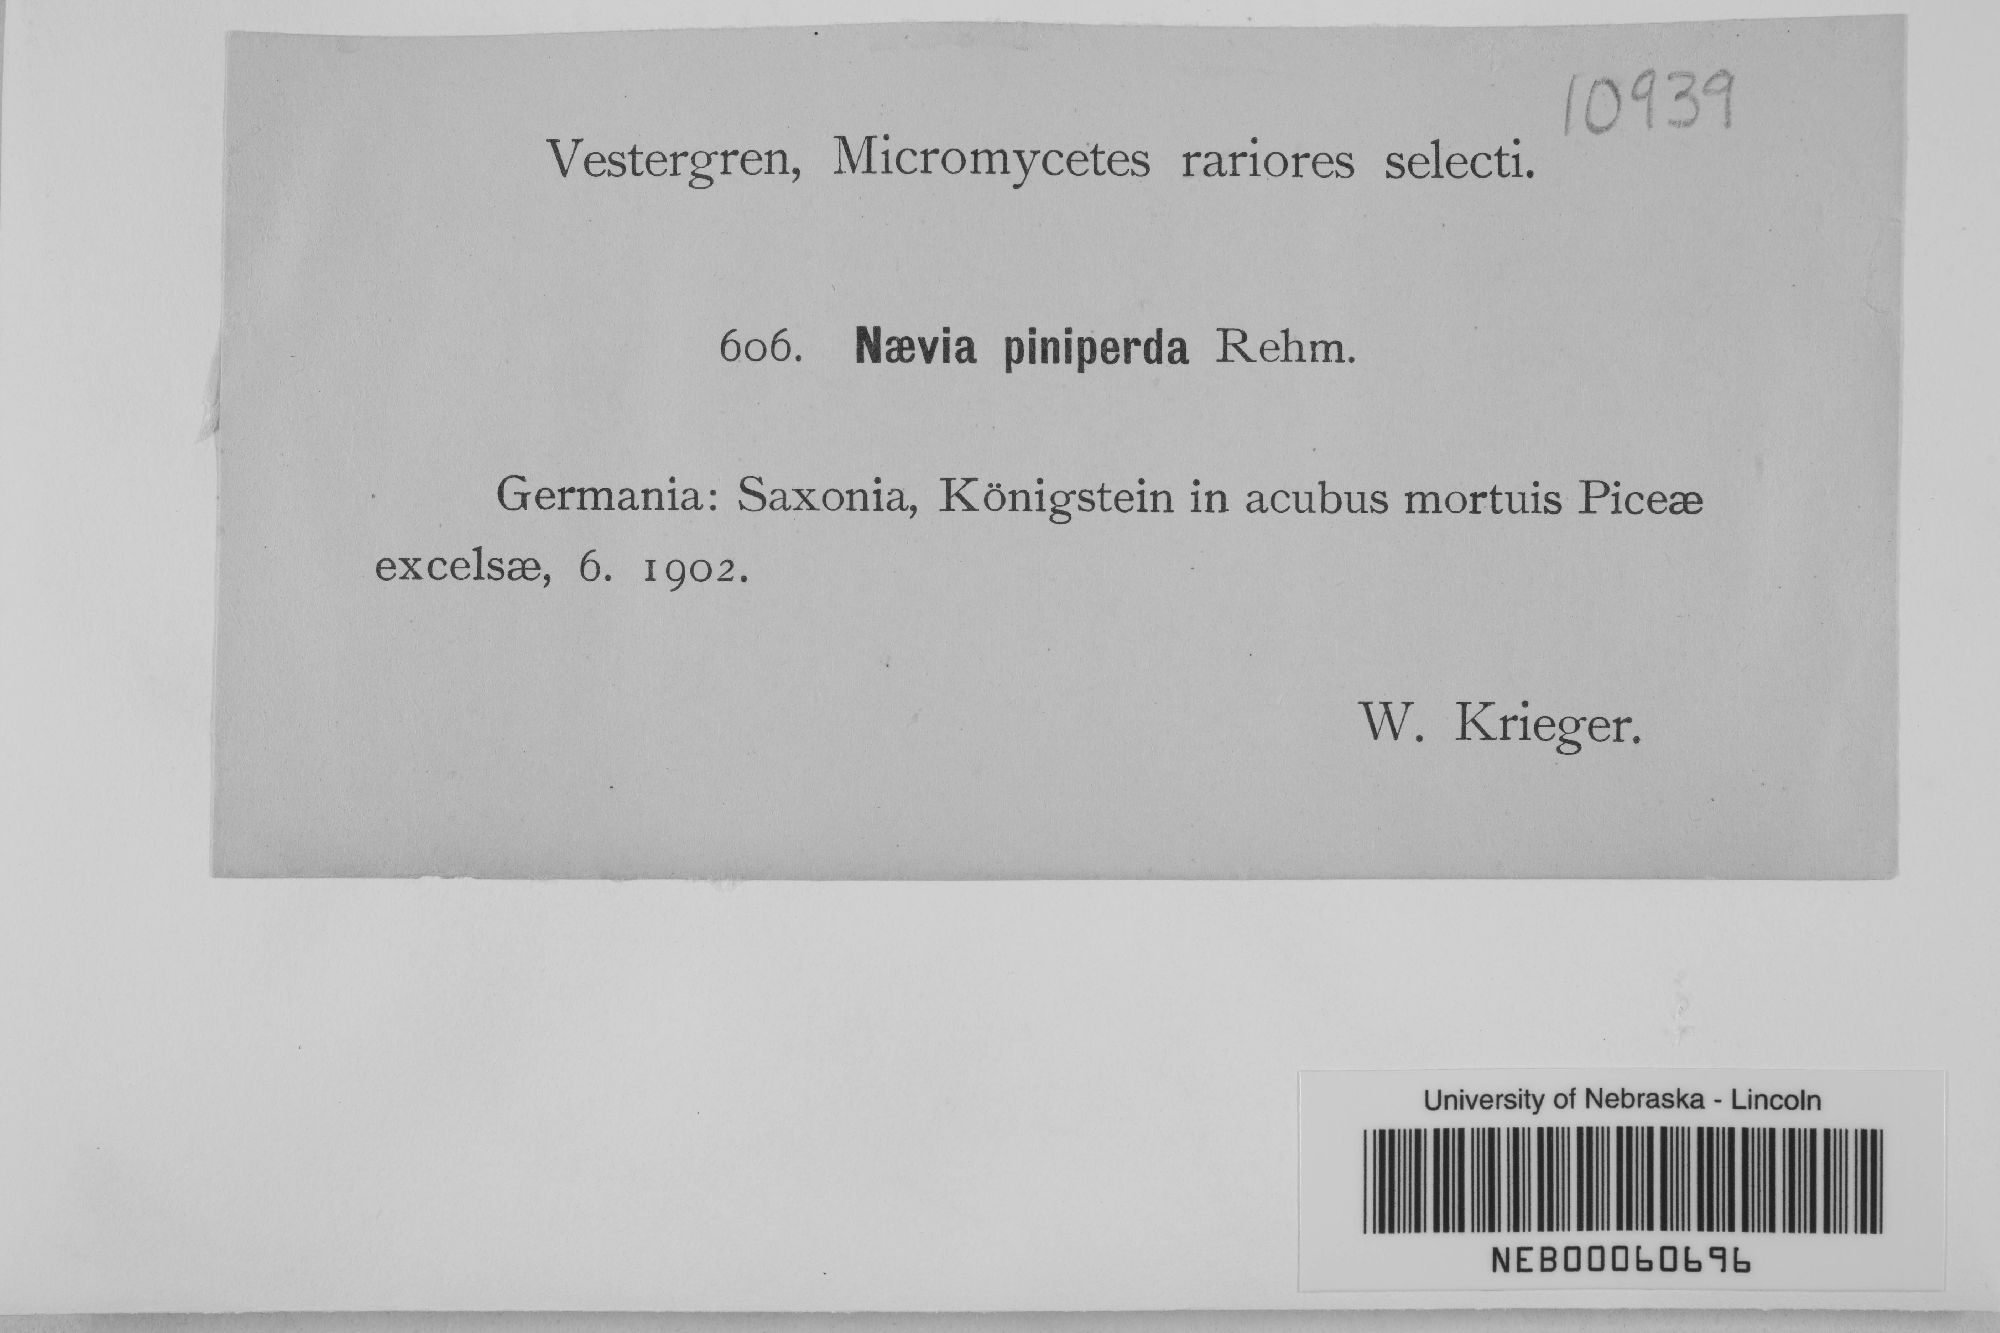 10939
Vestergren, Micromycetes rariores selecti.
606. Nævia piniperda Rehm.
Germania: Saxonia, Königstein in acubus mortuis Piceæ
excelsæ, 6. 1902.
W. Krieger.
University of Nebraska - Lincoln
NEB00060696